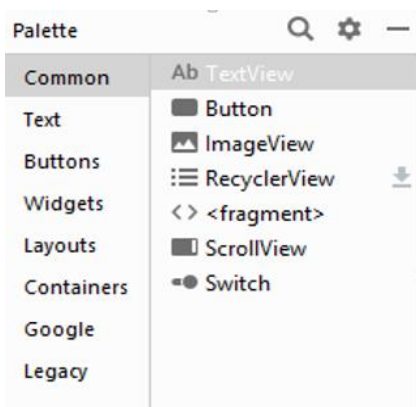 Palette
Common
Text
Buttons
Widgets
Layouts
Containers
Google
Legacy
Ab TextView
Button
ImageView
RecyclerView
<fragment>
ScrollView
Switch